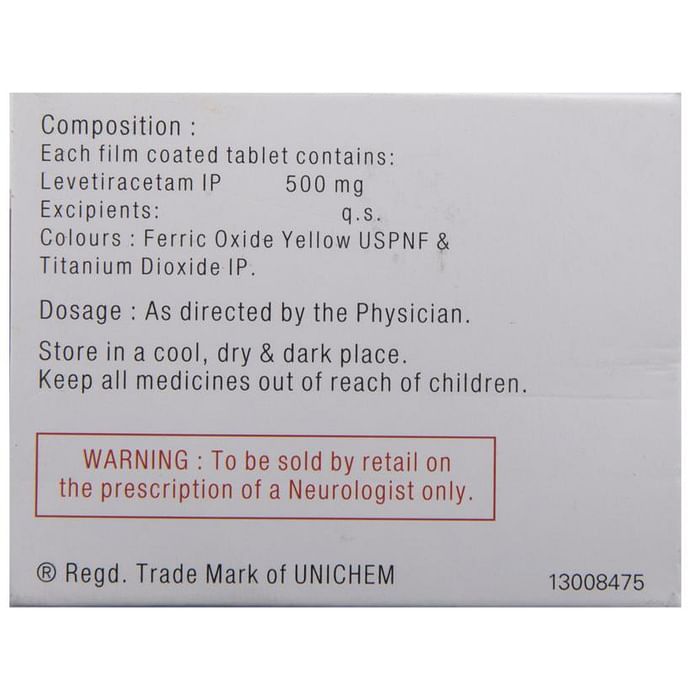 Composition :
Each film coated tablet contains:
Levetiracetam IP 500 mg
Excipients: q.s.
Colours : Ferric Oxide Yellow USPNF &
Titanium Dioxide IP.
Dosage : As directed by the Physician.
Store in a cool, dry & dark place.
Keep all medicines out of reach of children.
WARNING : To be sold by retail on
the prescription of a Neurologist only.
® Regd. Trade Mark of UNICHEM
13008475